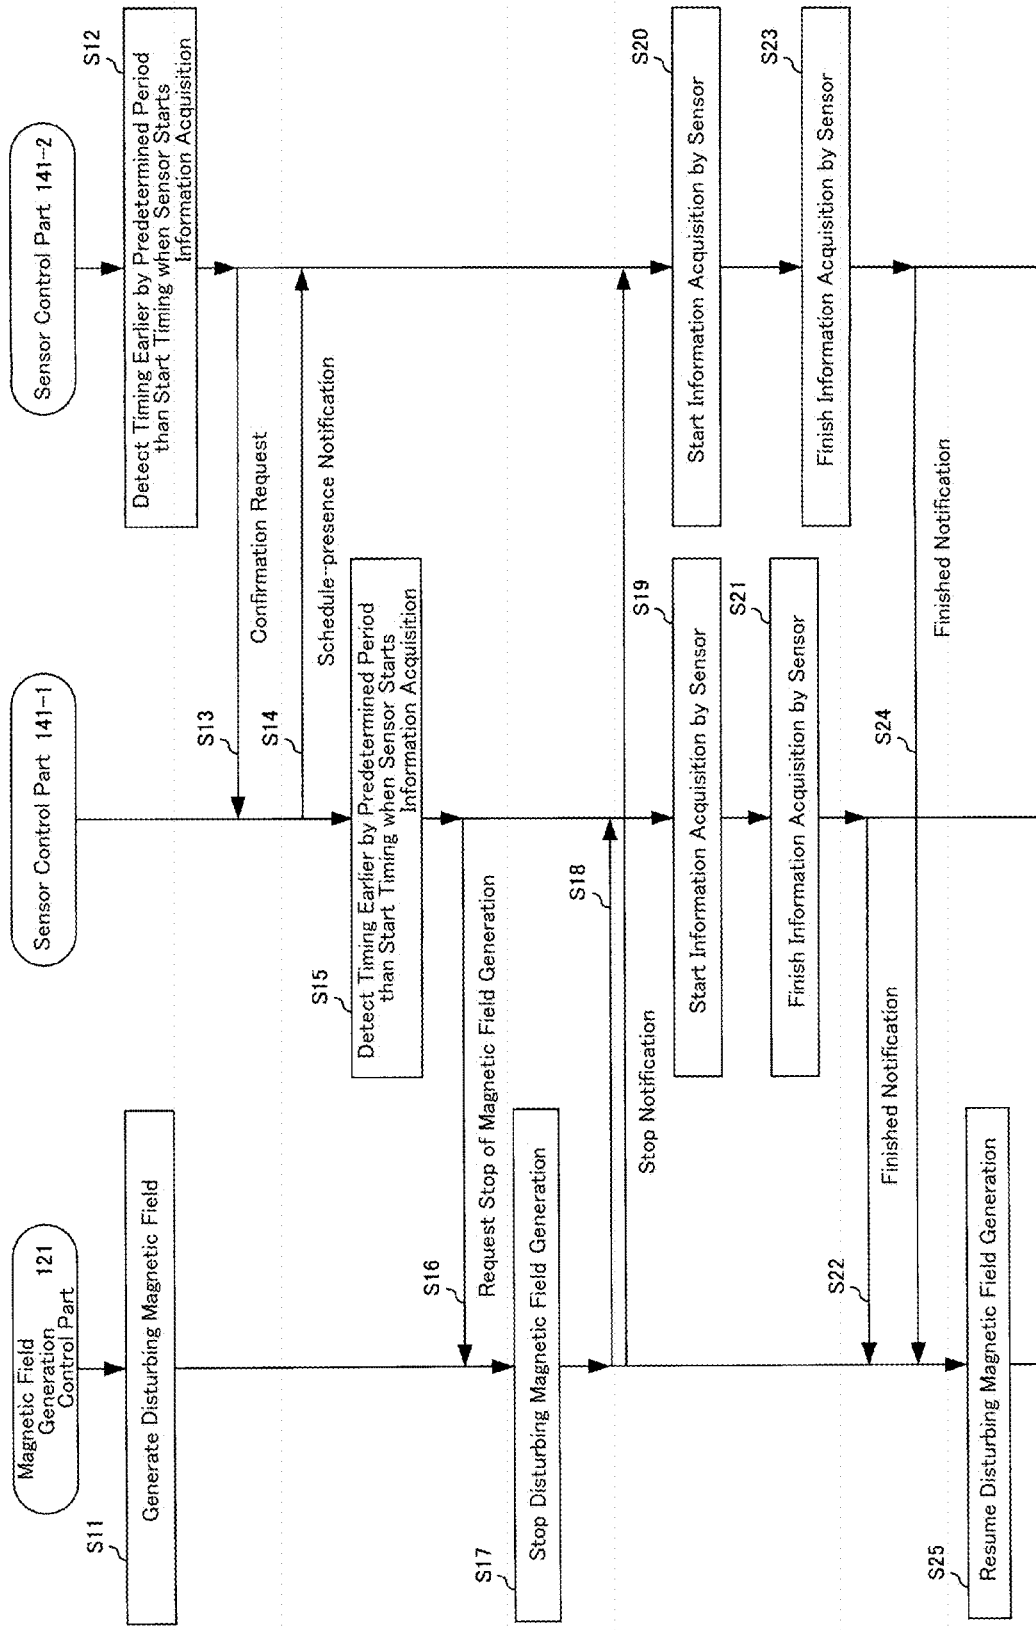 Magnetic Field
Generation 121
Control Part
Sensor Control Part 141-1
Sensor Control Part 141-2
S11
Generate Disturbing Magnetic Field
S12
Detect Timing Earlier by Predetermined Period
than Start Timing when Sensor Starts
Information Acquisition
S13
Confirmation Request
S14
Schedule-presence Notification
S15
Detect Timing Earlier by Predetermined Period
than Start Timing when Sensor Starts
Information Acquisition
S16
Request Stop of Magnetic Field Generation
S17
Stop Disturbing Magnetic Field Generation
S18
Stop Notification
S19
Start Information Acquisition by Sensor
S20
Start Information Acquisition by Sensor
S21
Finish Information Acquisition by Sensor
S23
Finish Information Acquisition by Sensor
S22
Finished Notification
S24
Finished Notification
S25
Resume Disturbing Magnetic Field Generation